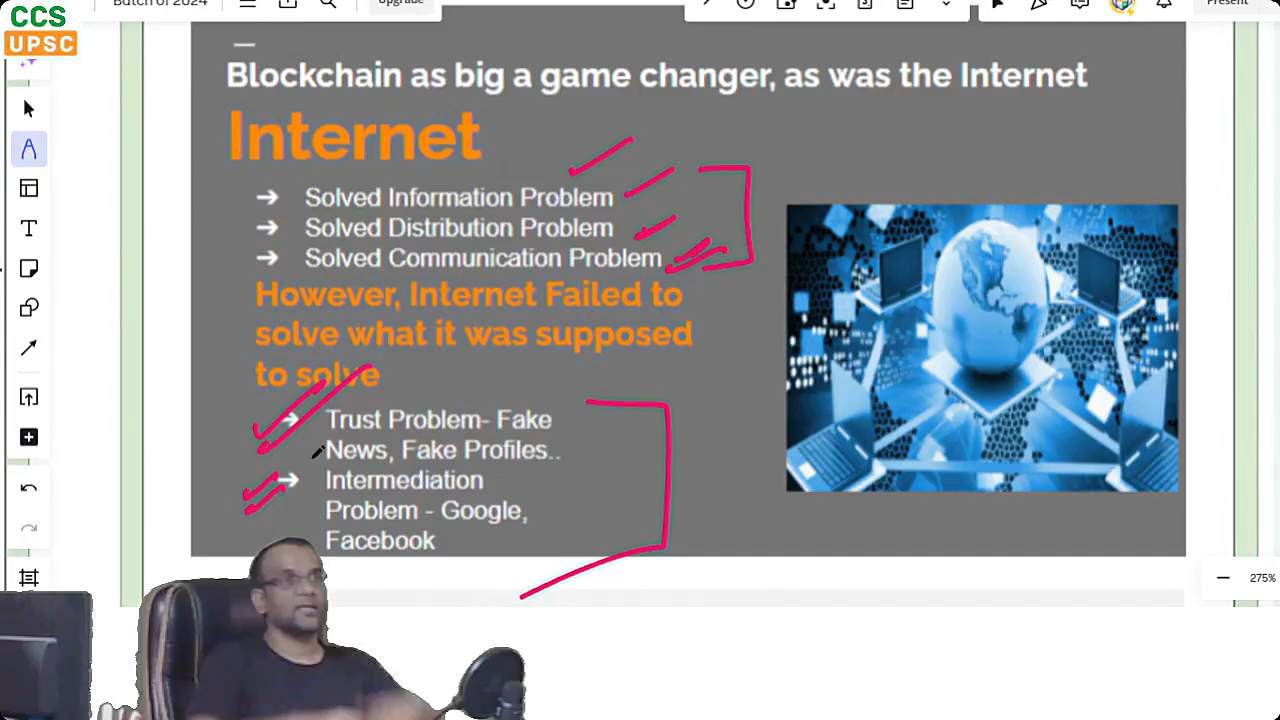 Batch of 2024
Upgrade
Present
CCS
UPSC
Blockchain as big a game changer, as was the Internet
Internet
➔ Solved Information Problem
➔ Solved Distribution Problem
➔ Solved Communication Problem
However, Internet Failed to
solve what it was supposed
to solve
➔ Trust Problem- Fake
News, Fake Profiles..
➔ Intermediation
Problem - Google,
Facebook
275%